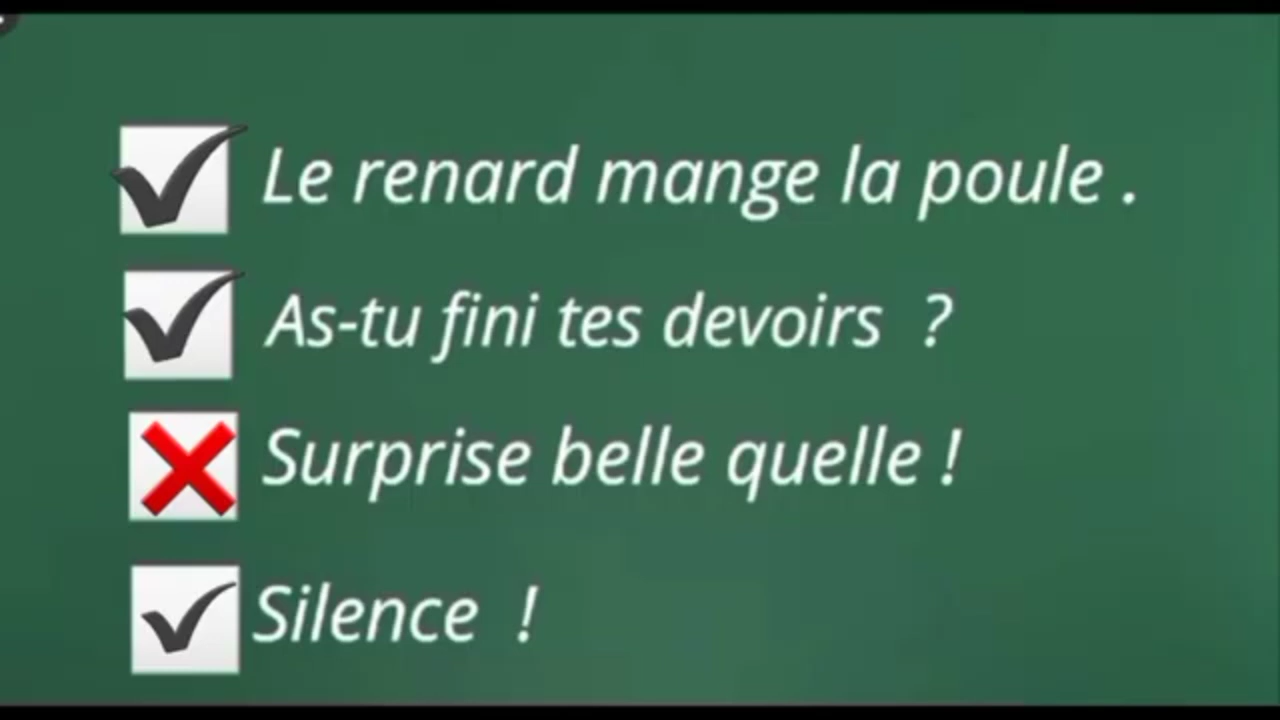 Le renard mange la poule .
As-tu fini tes devoirs ?
Surprise belle quelle !
Silence !